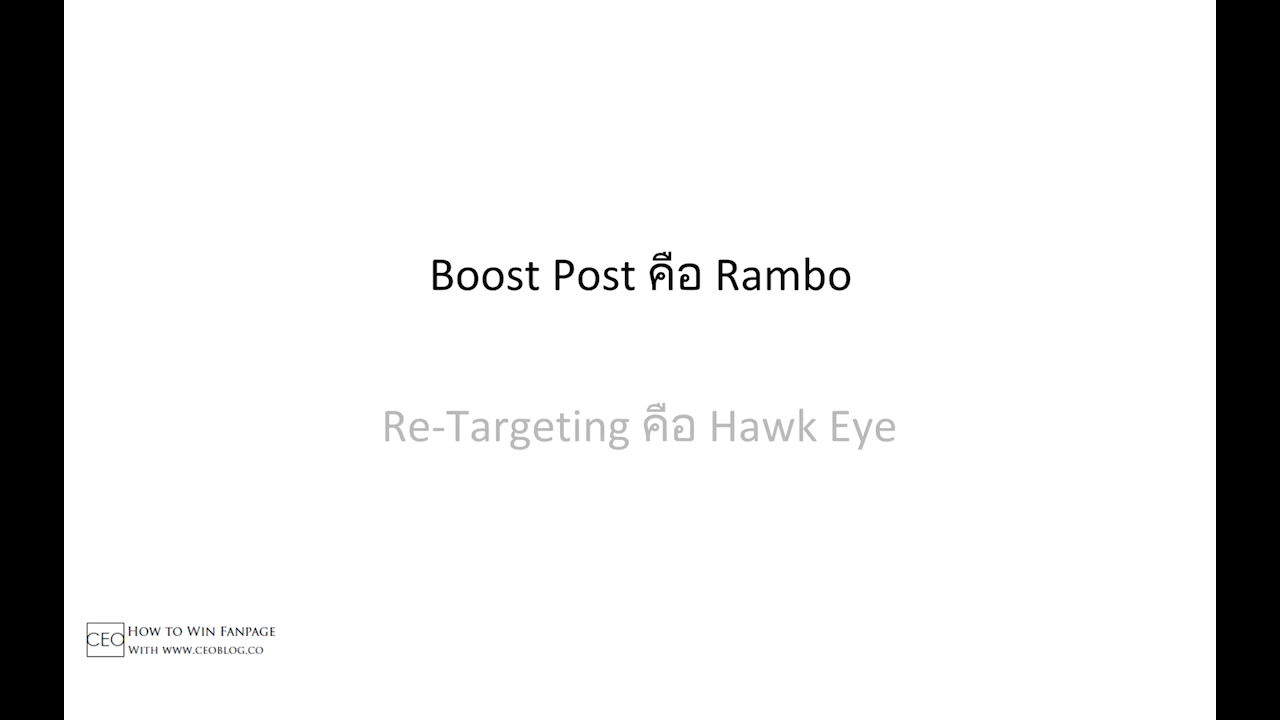 Boost Post คือ Rambo
Re-Targeting คือ Hawk Eye
CEO
HOW TO WIN FANPAGE
WITH WWW.CEOBLOG.CO